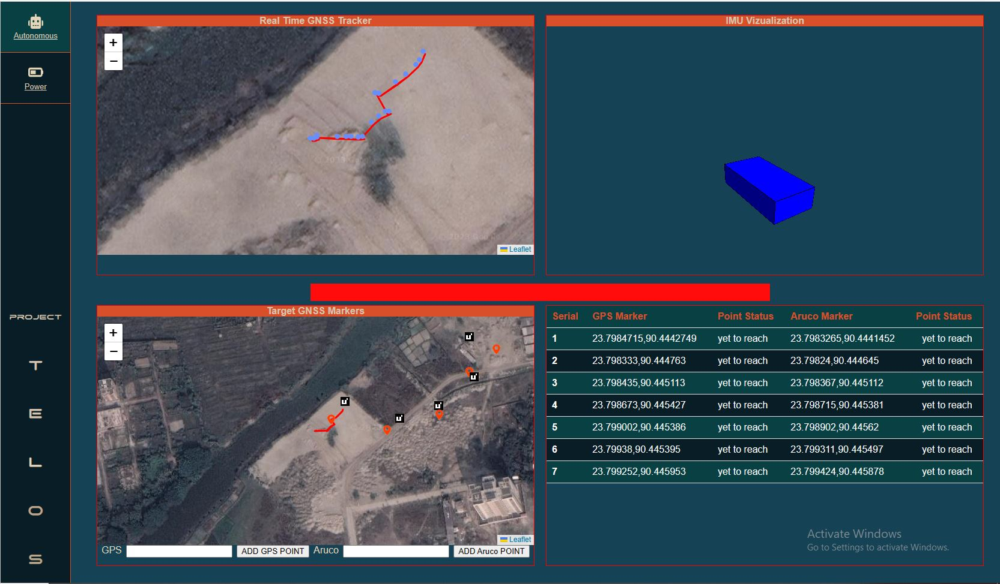 Autonomous
Power
PROJECT
T
E
L
O
S
Real Time GNSS Tracker
+
−
2023
© 2023 Goo
Leaflet
IMU Vizualization
Target GNSS Markers
+
−
Leaflet
GPS ADD GPS POINT Aruco ADD Aruco POINT
Serial GPS Marker Point Status Aruco Marker Point Status
1 23.7984715,90.4442749 yet to reach 23.7983265,90.4441452 yet to reach
2 23.798333,90.444763 yet to reach 23.79824,90.444645 yet to reach
3 23.798435,90.445113 yet to reach 23.798367,90.445112 yet to reach
4 23.798673,90.445427 yet to reach 23.798715,90.445381 yet to reach
5 23.799002,90.445386 yet to reach 23.798902,90.44562 yet to reach
6 23.79938,90.445395 yet to reach 23.799311,90.445497 yet to reach
7 23.799252,90.445953 yet to reach 23.799424,90.445878 yet to reach
Activate Windows
Go to Settings to activate Windows.